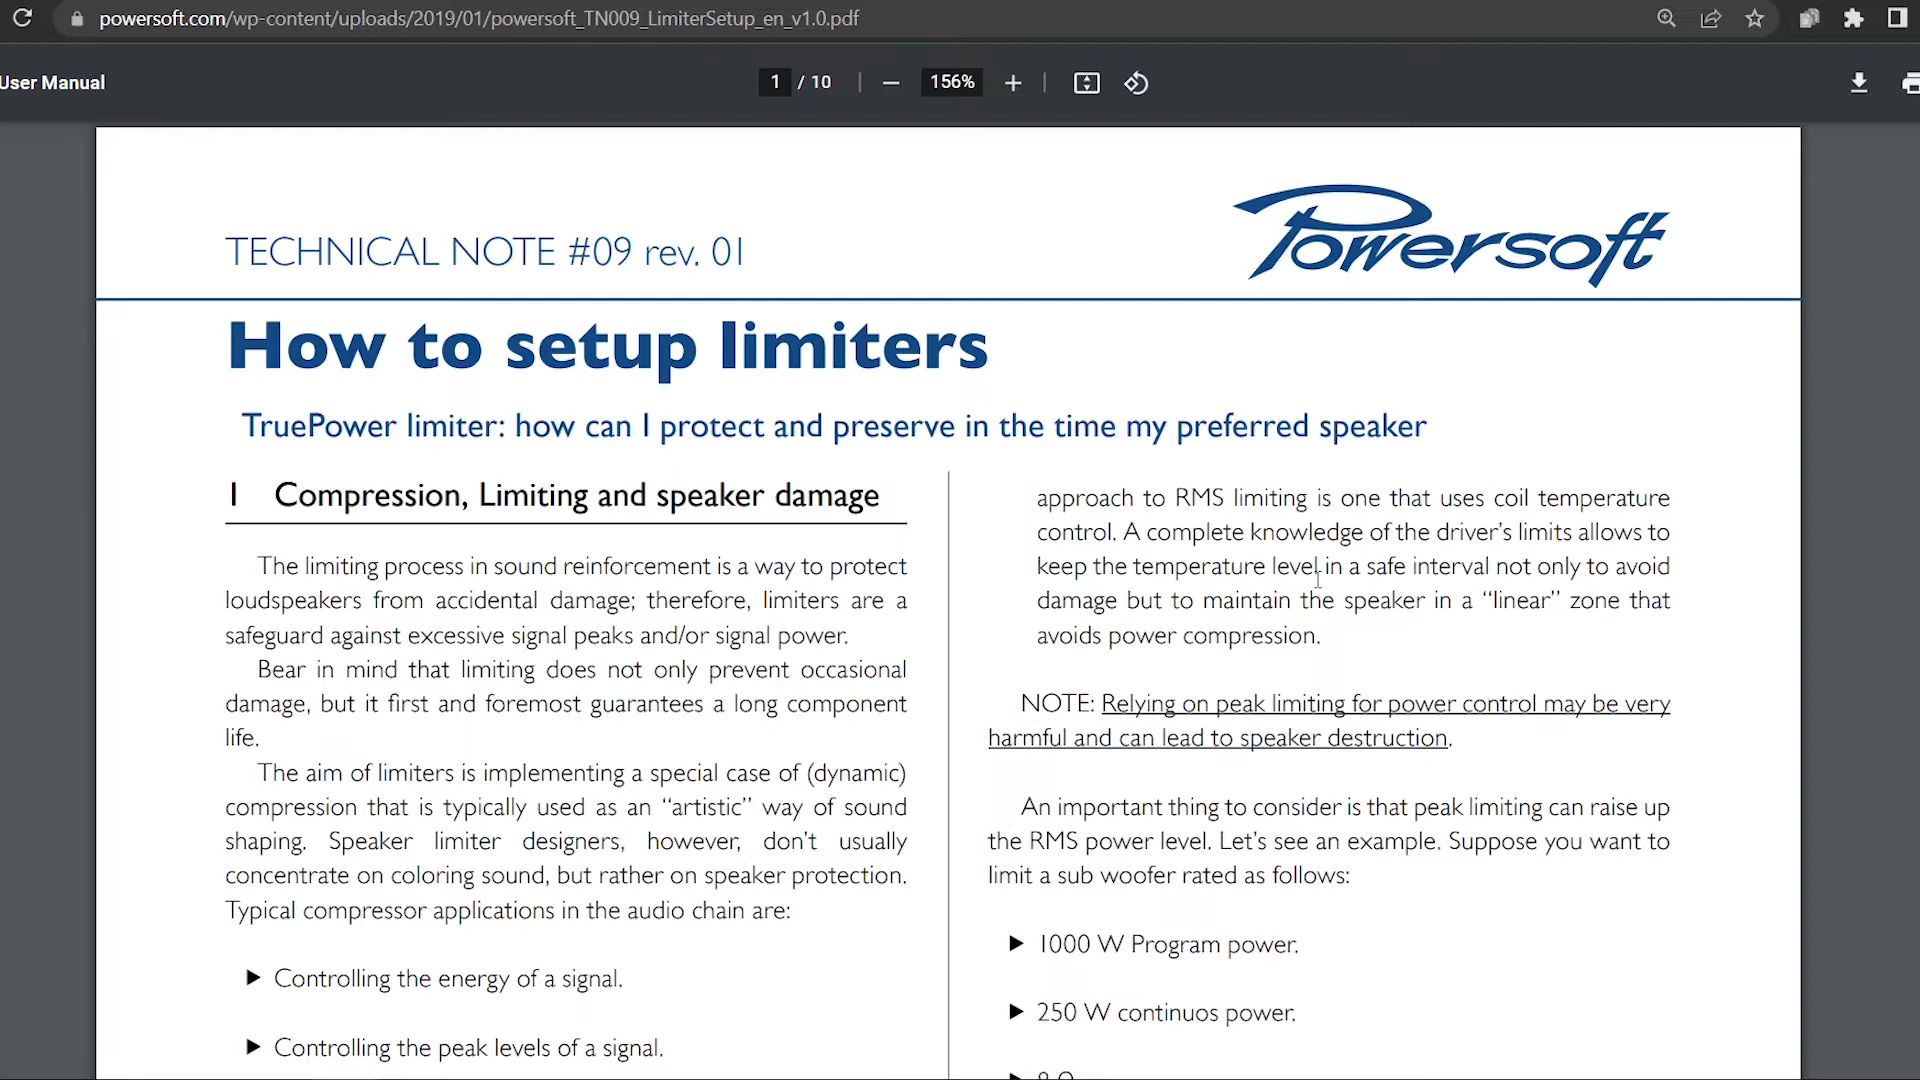 powersoft.com/wp-content/uploads/2019/01/powersoft_TN009_LimiterSetup_en_v1.0.pdf
User Manual
1 / 10
156%
TECHNICAL NOTE #09 rev. 01
Powersoft
How to setup limiters
TruePower limiter: how can I protect and preserve in the time my preferred speaker
1 Compression, Limiting and speaker damage
The limiting process in sound reinforcement is a way to protect
loudspeakers from accidental damage; therefore, limiters are a
safeguard against excessive signal peaks and/or signal power.
Bear in mind that limiting does not only prevent occasional
damage, but it first and foremost guarantees a long component
life.
The aim of limiters is implementing a special case of (dynamic)
compression that is typically used as an “artistic” way of sound
shaping. Speaker limiter designers, however, don’t usually
concentrate on coloring sound, but rather on speaker protection.
Typical compressor applications in the audio chain are:
▶ Controlling the energy of a signal.
▶ Controlling the peak levels of a signal.
approach to RMS limiting is one that uses coil temperature
control. A complete knowledge of the driver’s limits allows to
keep the temperature level in a safe interval not only to avoid
damage but to maintain the speaker in a “linear” zone that
avoids power compression.
NOTE: Relying on peak limiting for power control may be very
harmful and can lead to speaker destruction.
An important thing to consider is that peak limiting can raise up
the RMS power level. Let’s see an example. Suppose you want to
limit a sub woofer rated as follows:
▶ 1000 W Program power.
▶ 250 W continuos power.